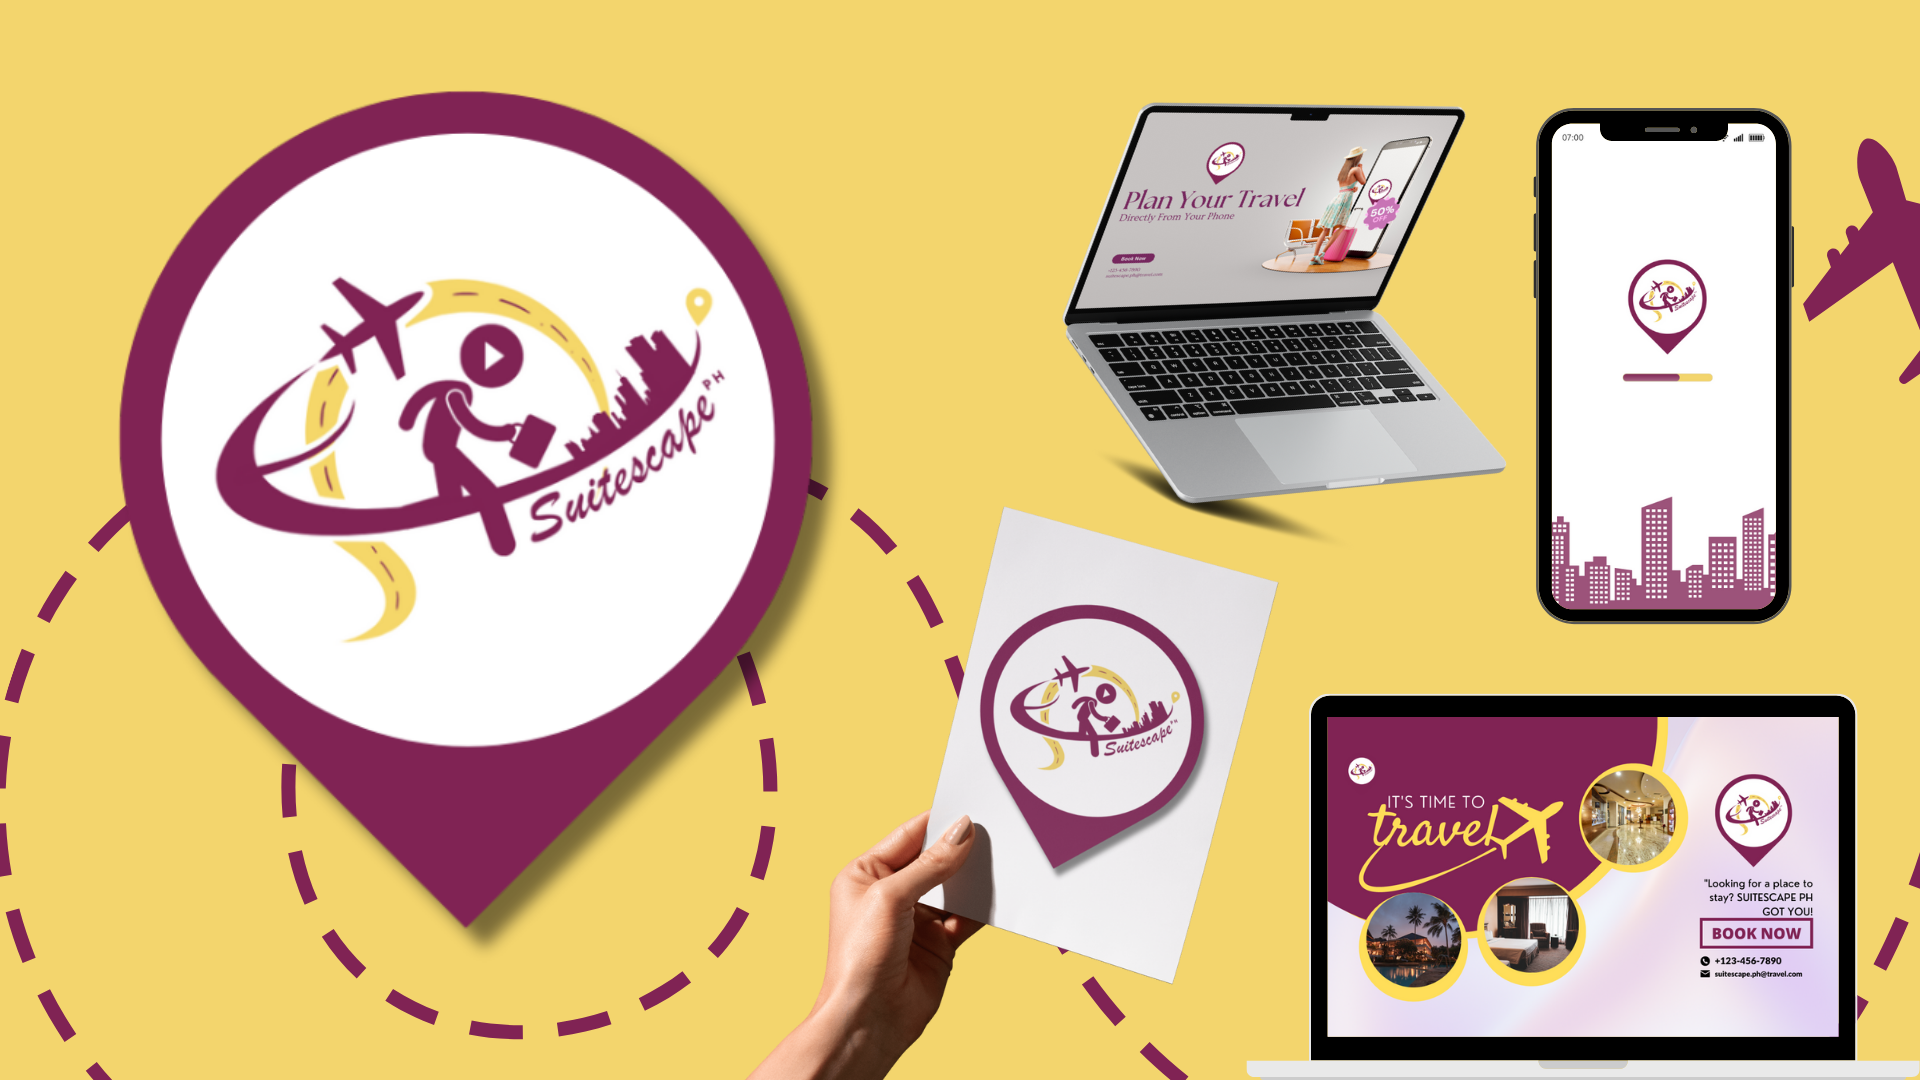 Suitescape PH
Plan Your Travel
Directly From Your Phone
50%
OFF
Book Now
07:00
Suitescape
IT'S TIME TO
travel
"Looking for a place to
stay? SUITESCAPE PH
GOT YOU!
BOOK NOW
+123-456-7890
suitescape.ph@travel.com